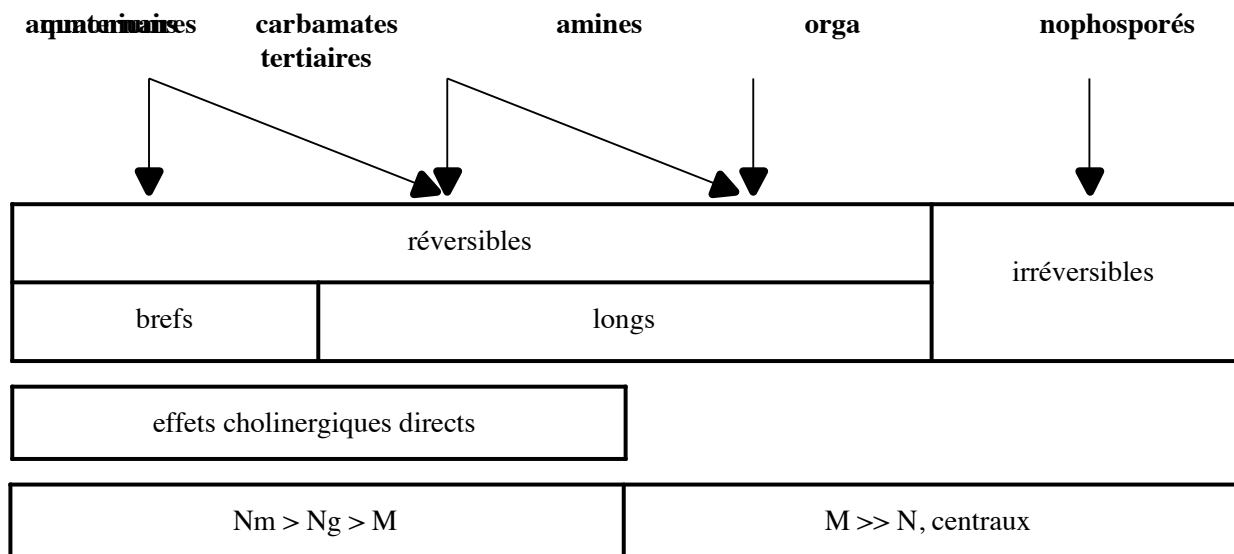 carbamates amines orga nophosporés
tertiaires
réversibles
irréversibles
brefs longs
effets cholinergiques directs
Nm > Ng > M M >> N, centraux